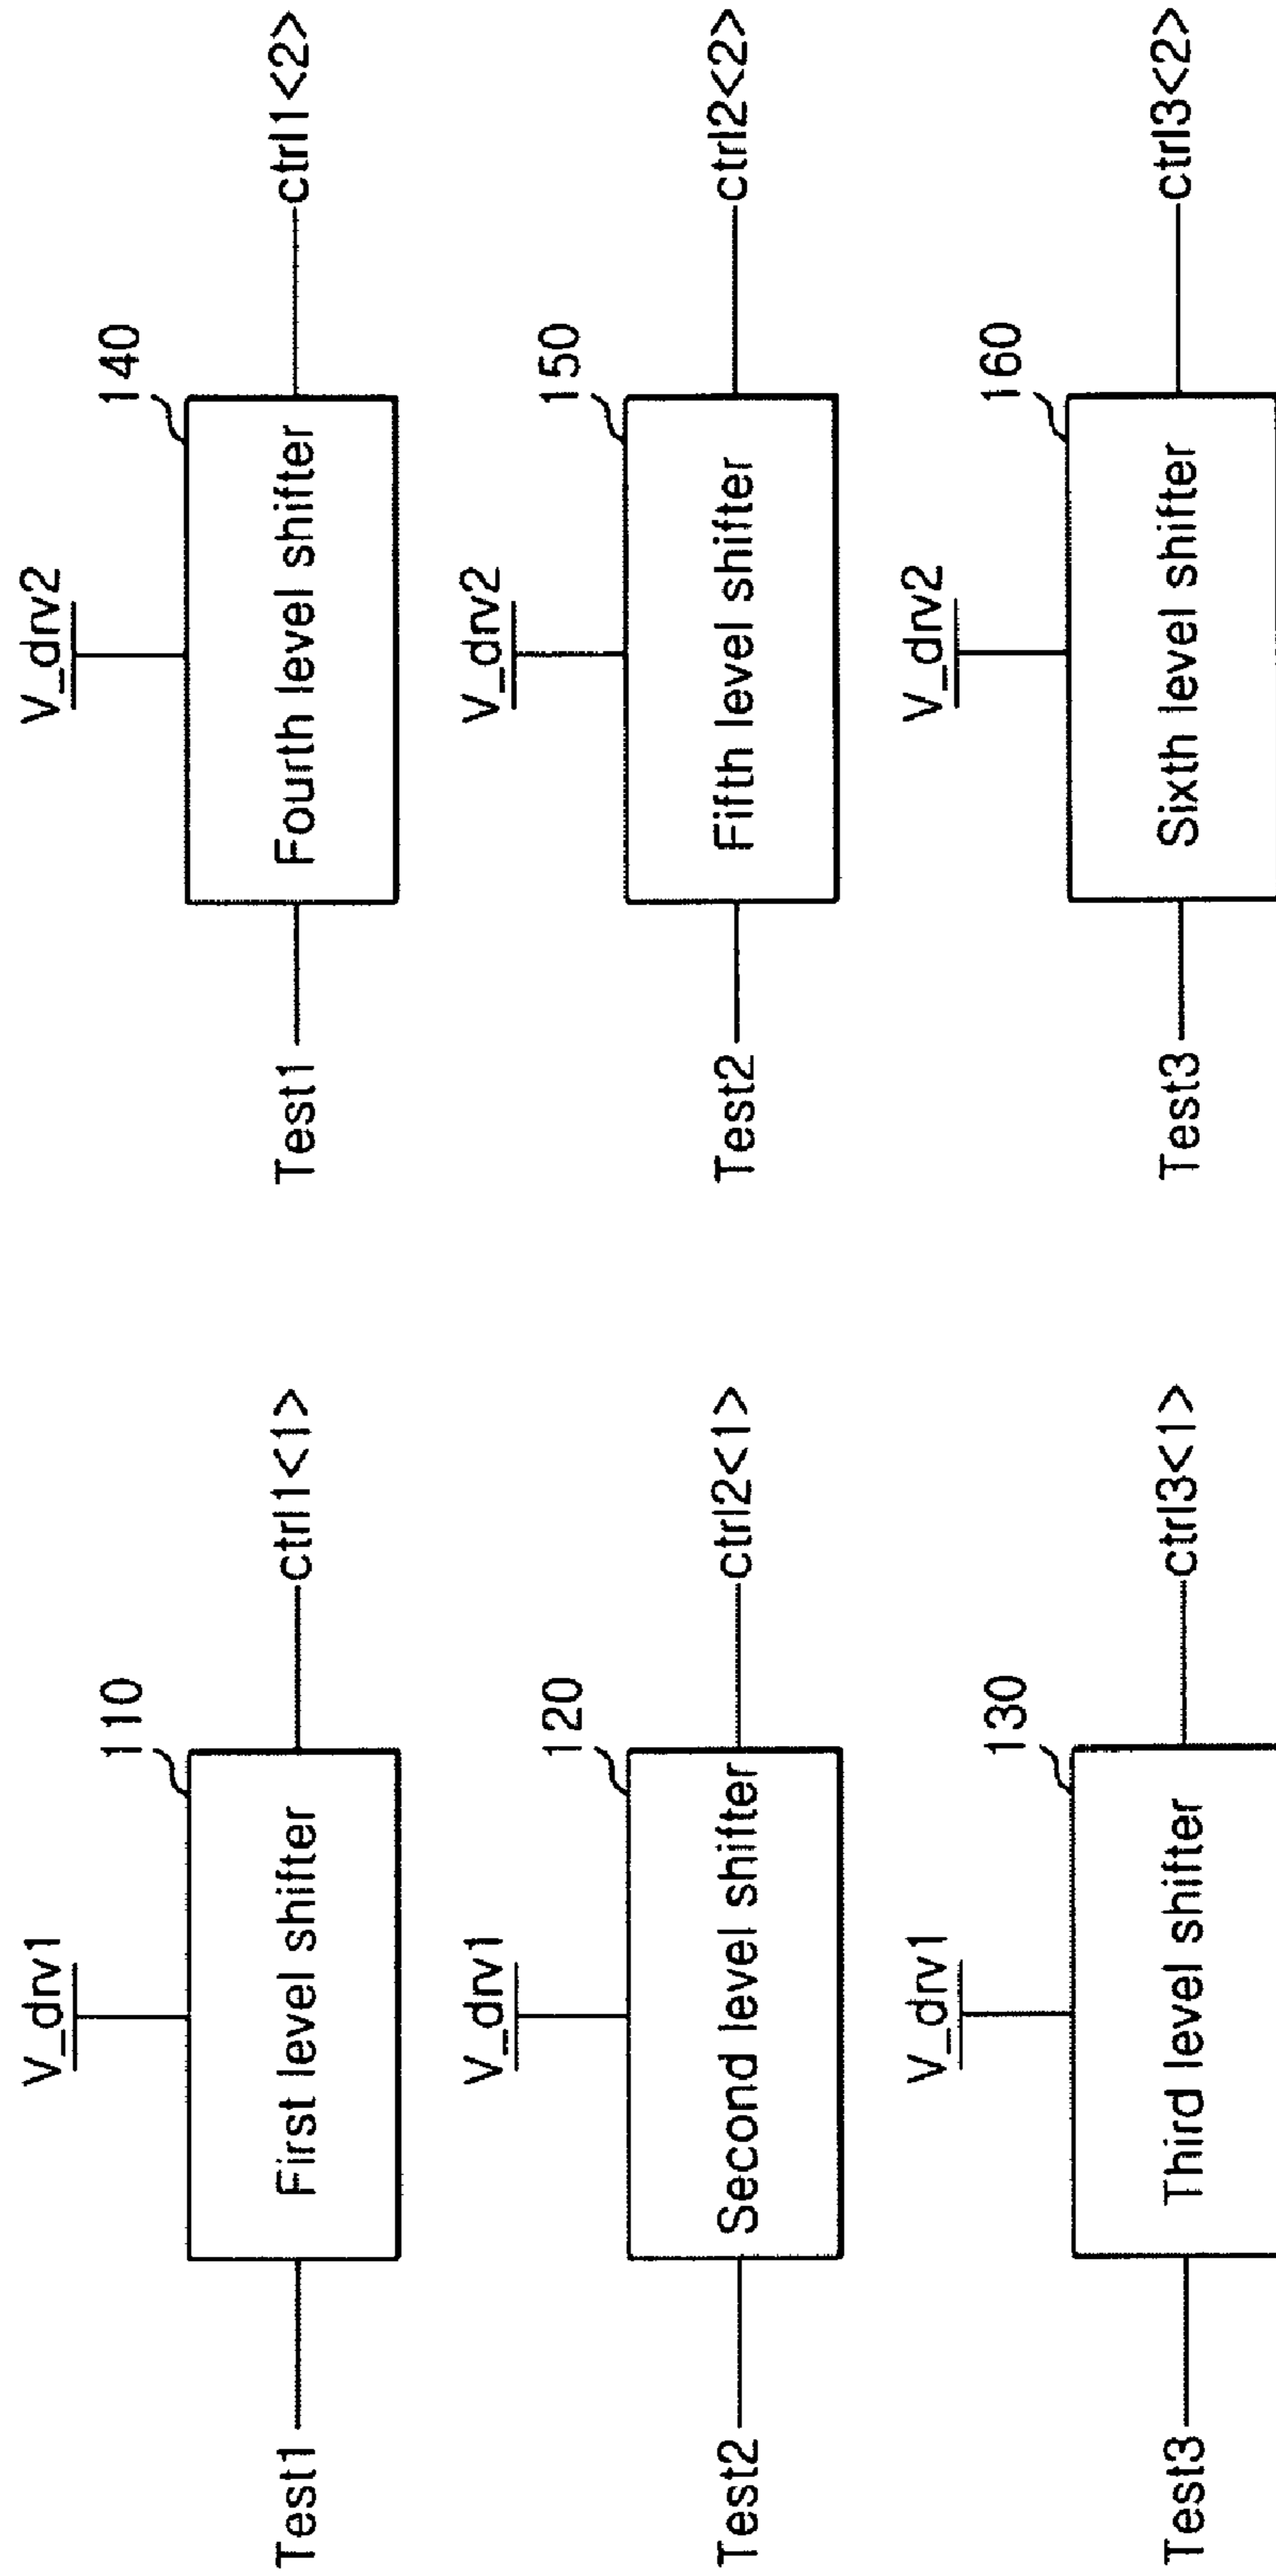 V_drv1
110
Test1
First level shifter
ctrl1<1>
V_drv2
140
Test1
Fourth level shifter
ctrl1<2>
V_drv1
120
Test2
Second level shifter
ctrl2<1>
V_drv2
150
Test2
Fifth level shifter
ctrl2<2>
V_drv1
130
Test3
Third level shifter
ctrl3<1>
V_drv2
160
Test3
Sixth level shifter
ctrl3<2>